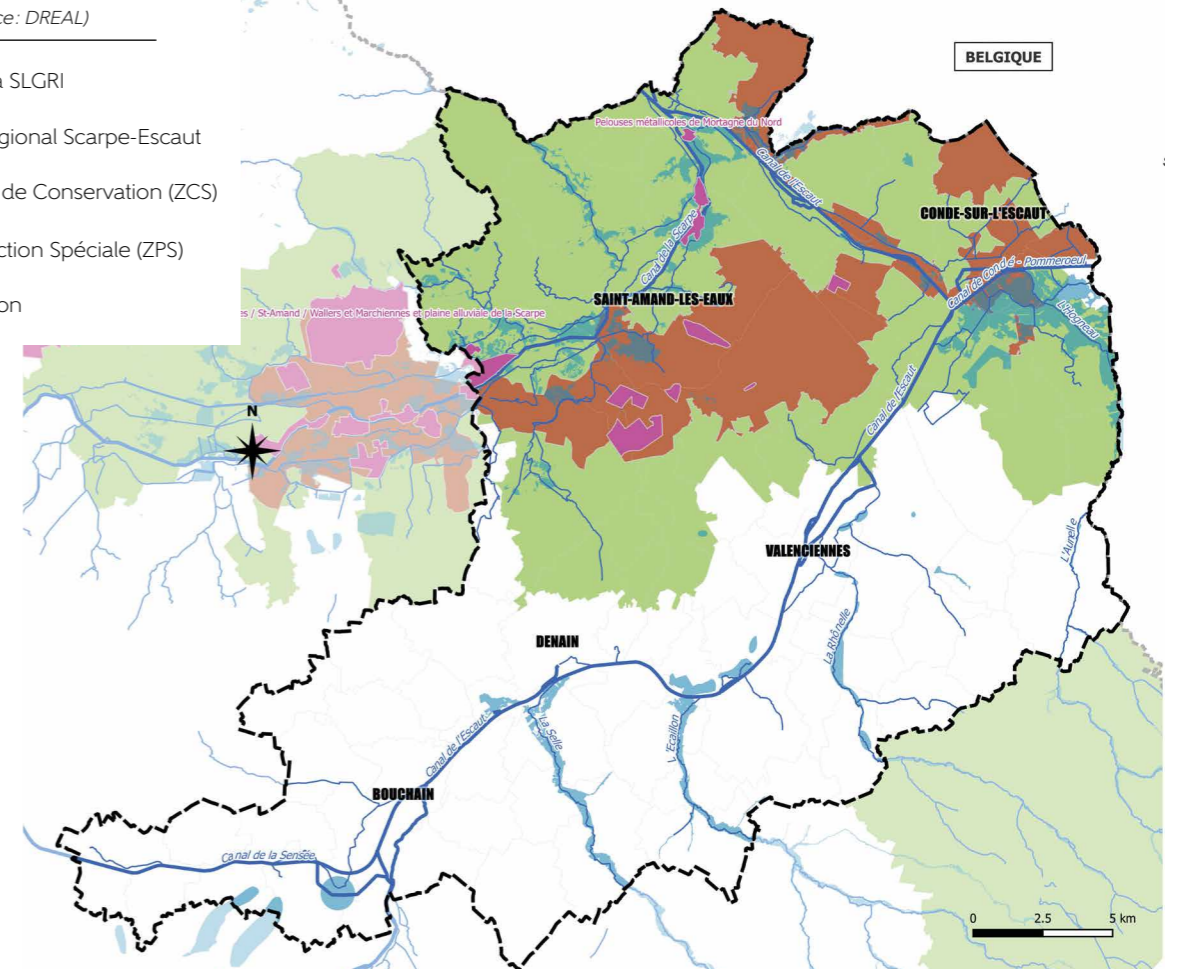 ce: DREAL)
a SLGRI
égional Scarpe-Escaut
de Conservation (ZCS)
ction Spéciale (ZPS)
on
BELGIQUE
Pelouses métallicoles de Mortagne du Nord
Canal de l'Escaut
CONDE-SUR-L'ESCAUT
Canal de la Scarpe
Canal de Condé - Pommeroeul
SAINT-AMAND-LES-EAUX
L'Hogneau
es / St-Amand / Wallers et Marchiennes et plaine alluviale de la Scarpe
Canal de l'Escaut
N
VALENCIENNES
L'Aunelle
La Rhônelle
DENAIN
Canal de l'Escaut
La Selle
L'Ecaillon
BOUCHAIN
Canal de la Sensée
0 2.5 5 km